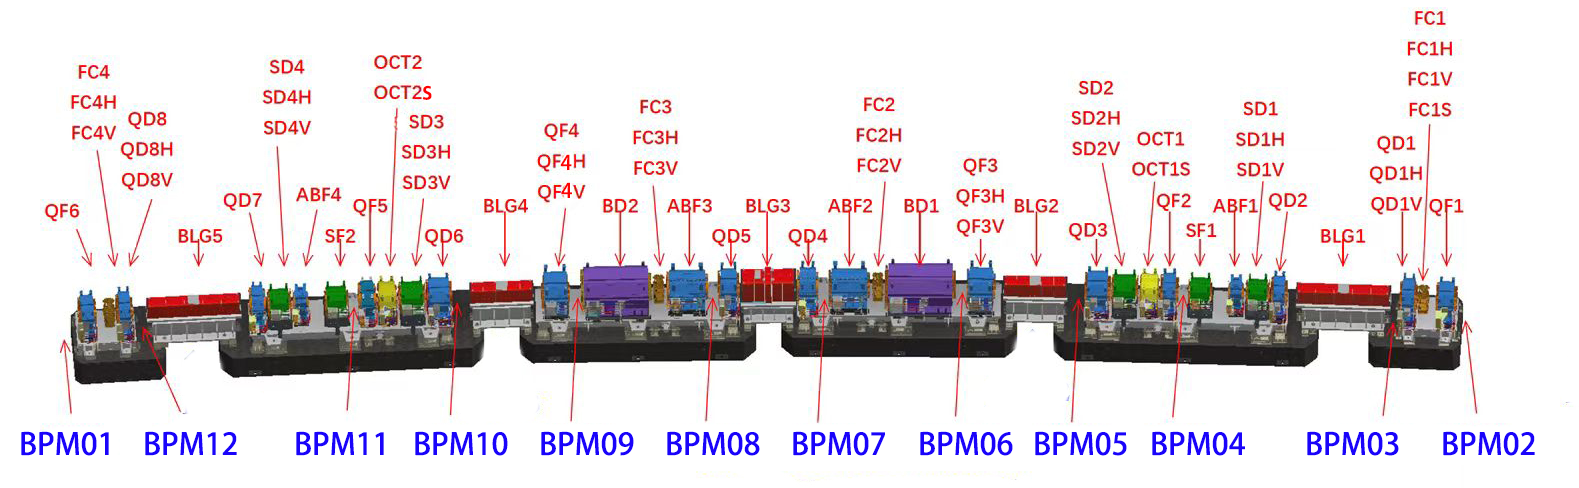 FC4
FC4H
FC4V
QD8
QD8H
QD8V
QF6
BLG5
SD4
SD4H
SD4V
QD7
ABF4
SF2
QF5
OCT2
OCT2S
SD3
SD3H
SD3V
QD6
BLG4
QF4
QF4H
QF4V
BD2
FC3
FC3H
FC3V
ABF3
QD5
BLG3
QD4
ABF2
FC2
FC2H
FC2V
BD1
QF3
QF3H
QF3V
BLG2
QD3
SD2
SD2H
SD2V
OCT1
OCT1S
QF2
SF1
ABF1
SD1
SD1H
SD1V
QD2
BLG1
QD1
QD1H
QD1V
FC1
FC1H
FC1V
FC1S
QF1
BPM01
BPM12
BPM11
BPM10
BPM09
BPM08
BPM07
BPM06
BPM05
BPM04
BPM03
BPM02